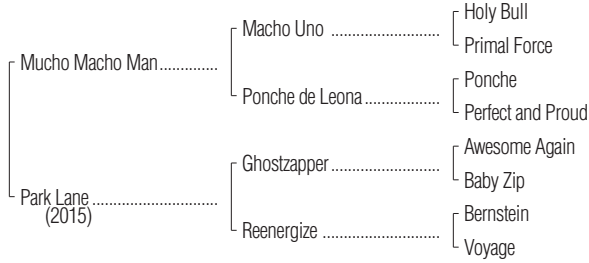 Holy Bull
Macho Uno ....................
Primal Force
Mucho Macho Man..............
Ponche
Ponche de Leona..............
Perfect and Proud
Awesome Again
Ghostzapper....................
Baby Zip
Park Lane ........................
(2015)
Bernstein
Reenergize ......................
Voyage